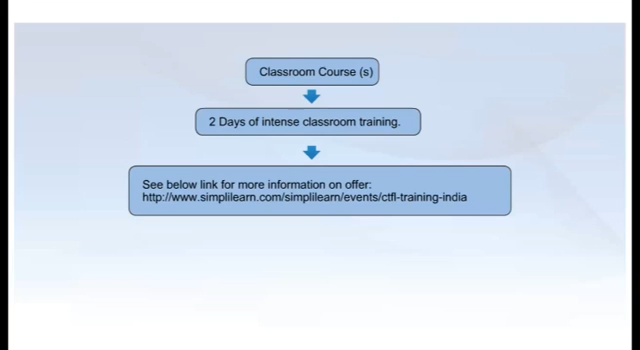 Classroom Course (s)
2 Days of intense classroom training.
See below link for more information on offer:
http://www.simplilearn.com/simplilearn/events/ctfl-training-india